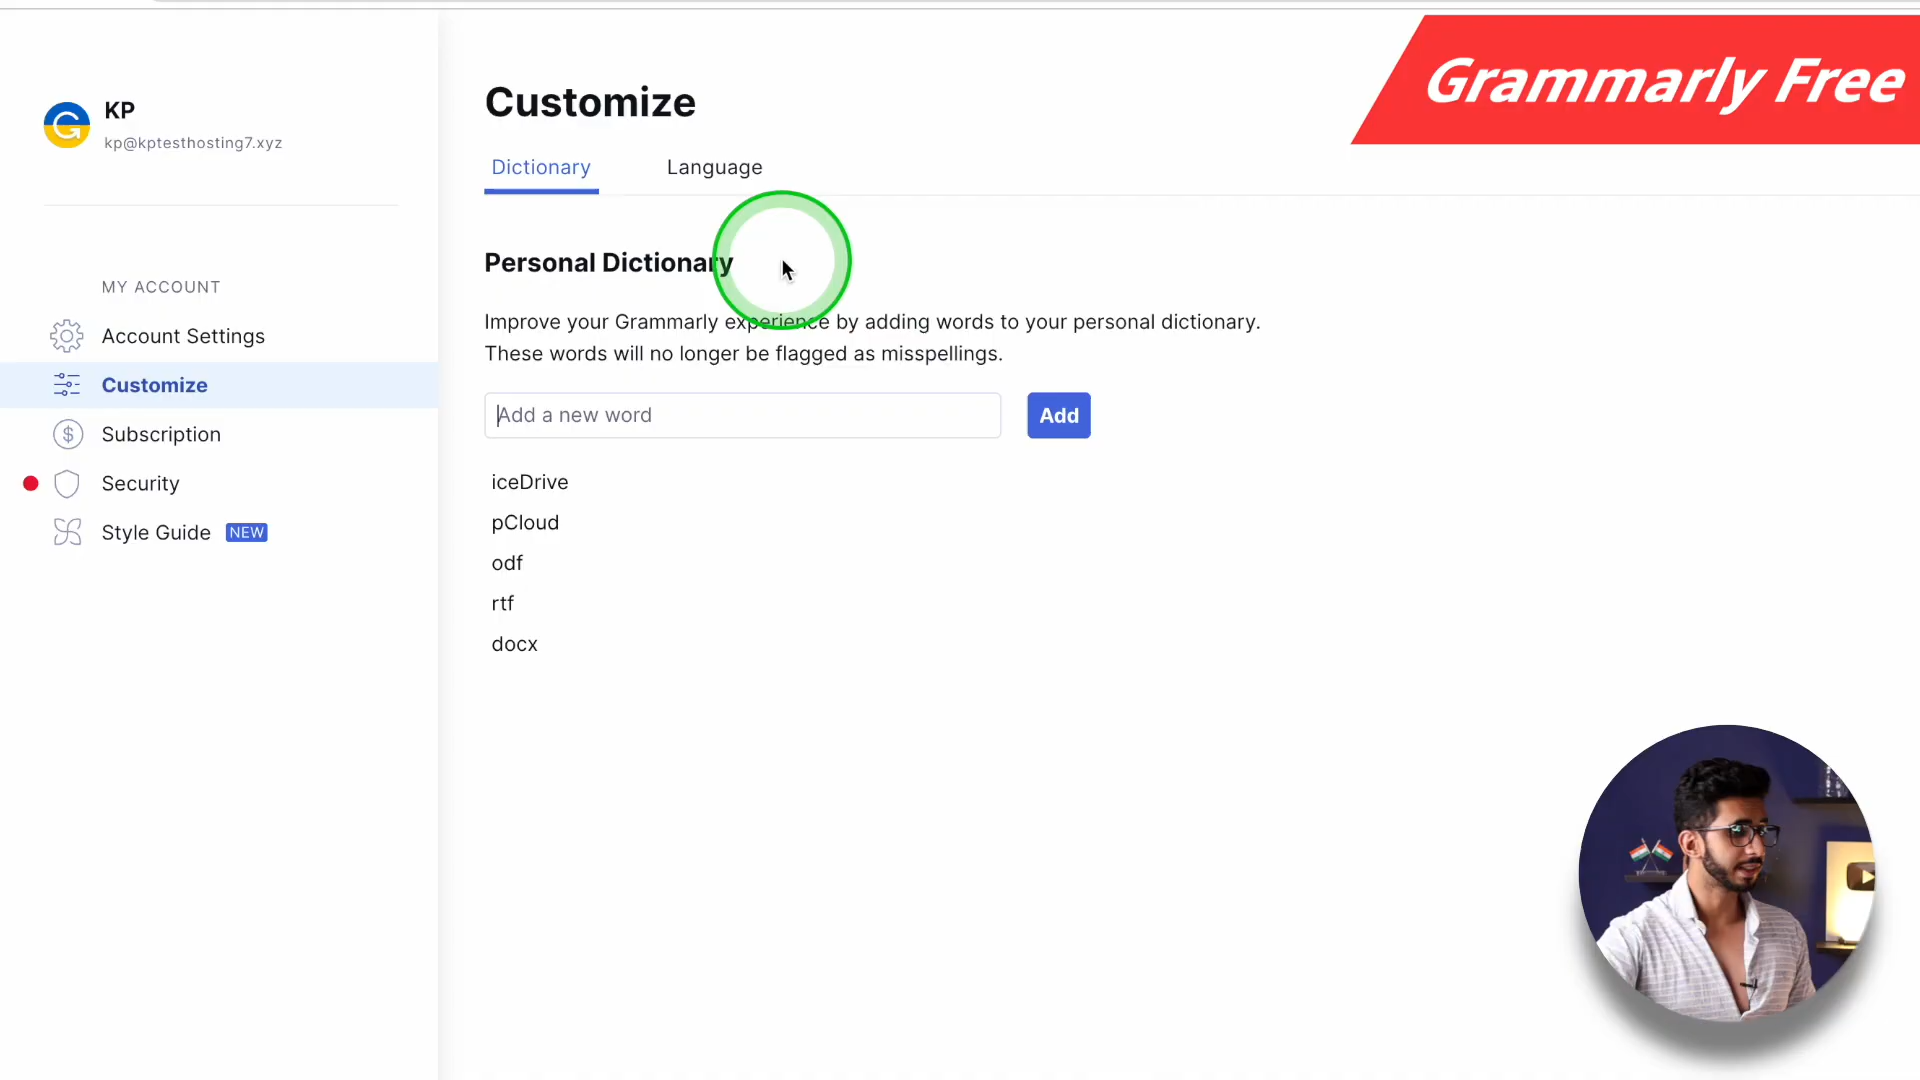 Grammarly Free
KP
kp@kptesthosting7.xyz
MY ACCOUNT
Account Settings
Customize
Subscription
Security
Style Guide NEW
Customize
Dictionary Language
Personal Dictionary
Improve your Grammarly experience by adding words to your personal dictionary.
These words will no longer be flagged as misspellings.
Add a new word Add
iceDrive
pCloud
odf
rtf
docx